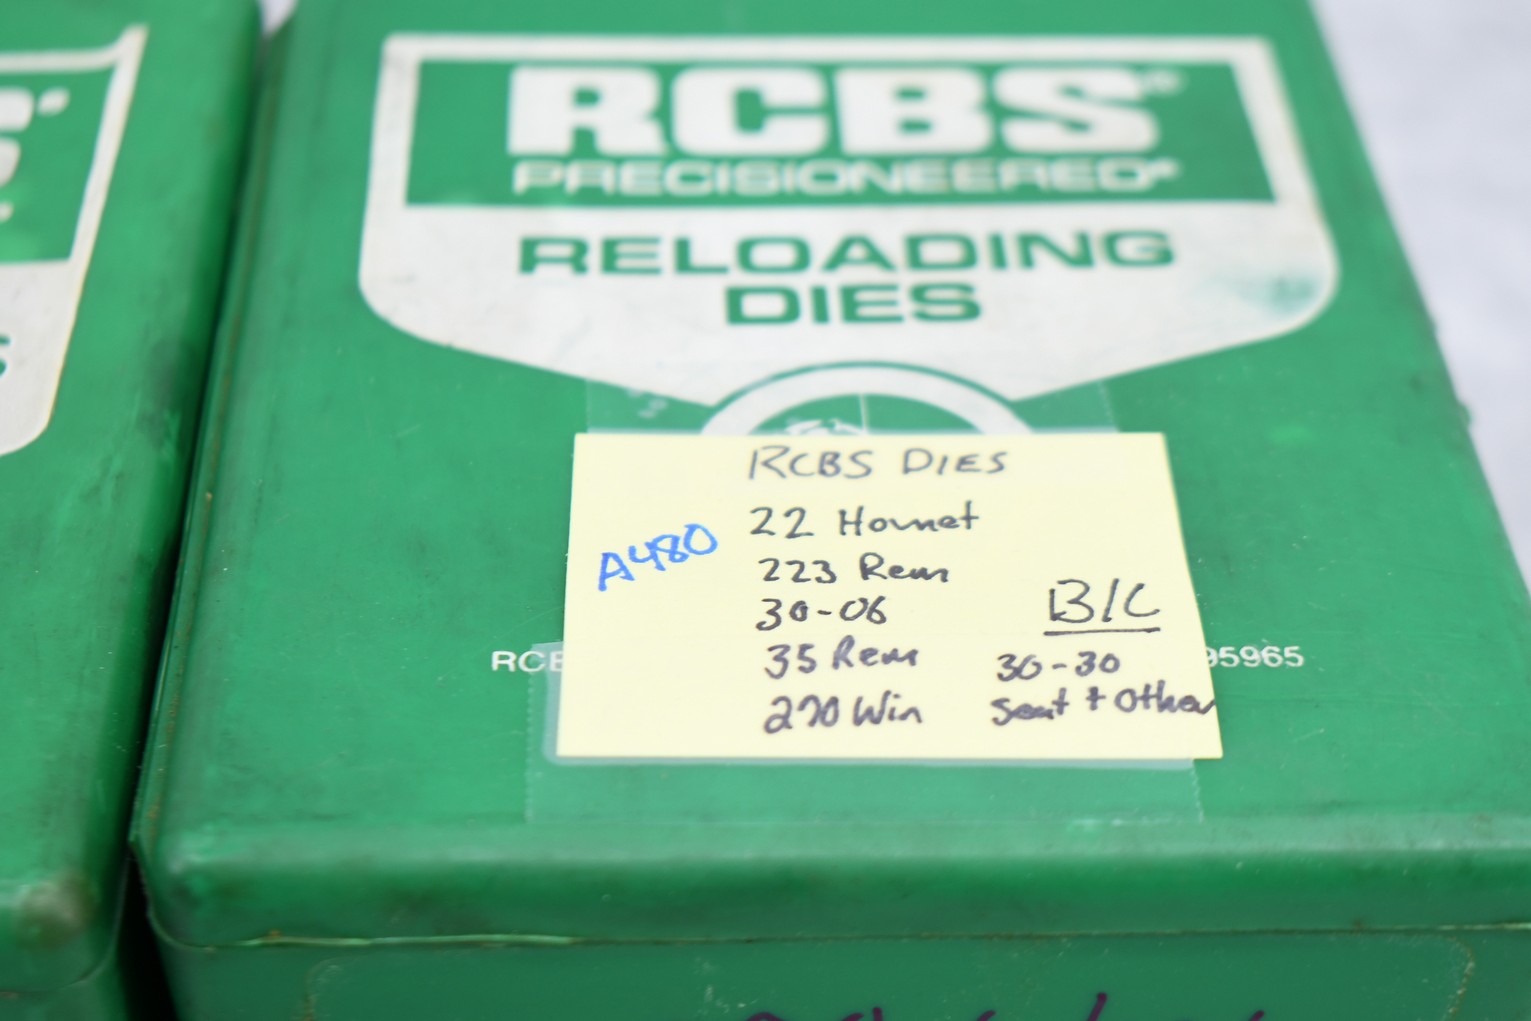 RCBS®
PRECISIONEERED®
RELOADING
DIES
RCBS DIES
A480
22 Hornet
223 Rem
30-06
35 Rem
270 Win
B/C
30-30
Seat + Other
95965